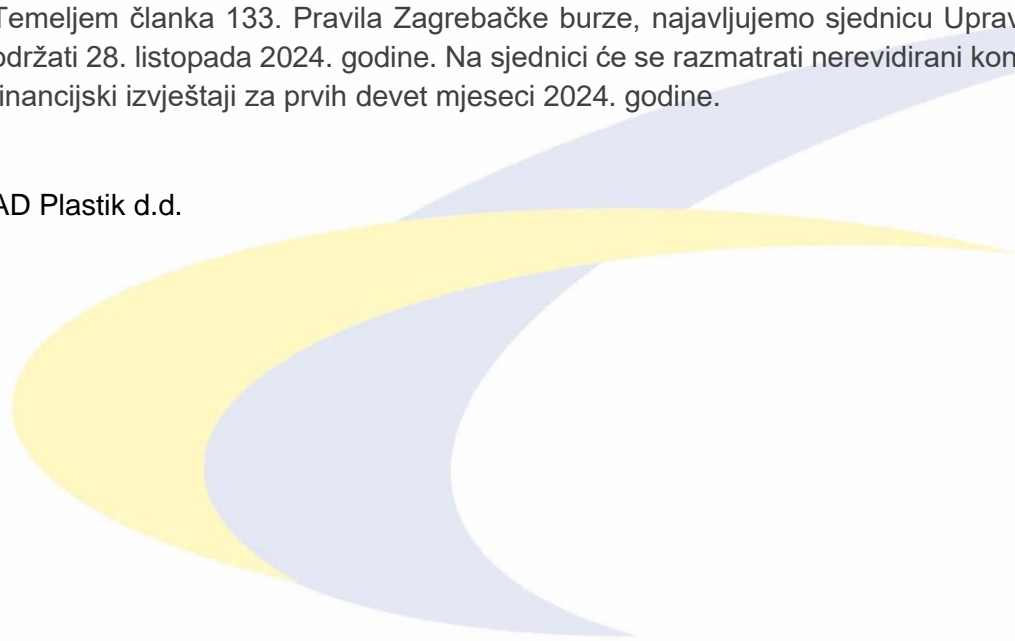 Temeljem članka 133. Pravila Zagrebačke burze, najavljujemo sjednicu Uprav
održati 28. listopada 2024. godine. Na sjednici će se razmatrati nerevidirani kon
financijski izvještaji za prvih devet mjeseci 2024. godine.
AD Plastik d.d.